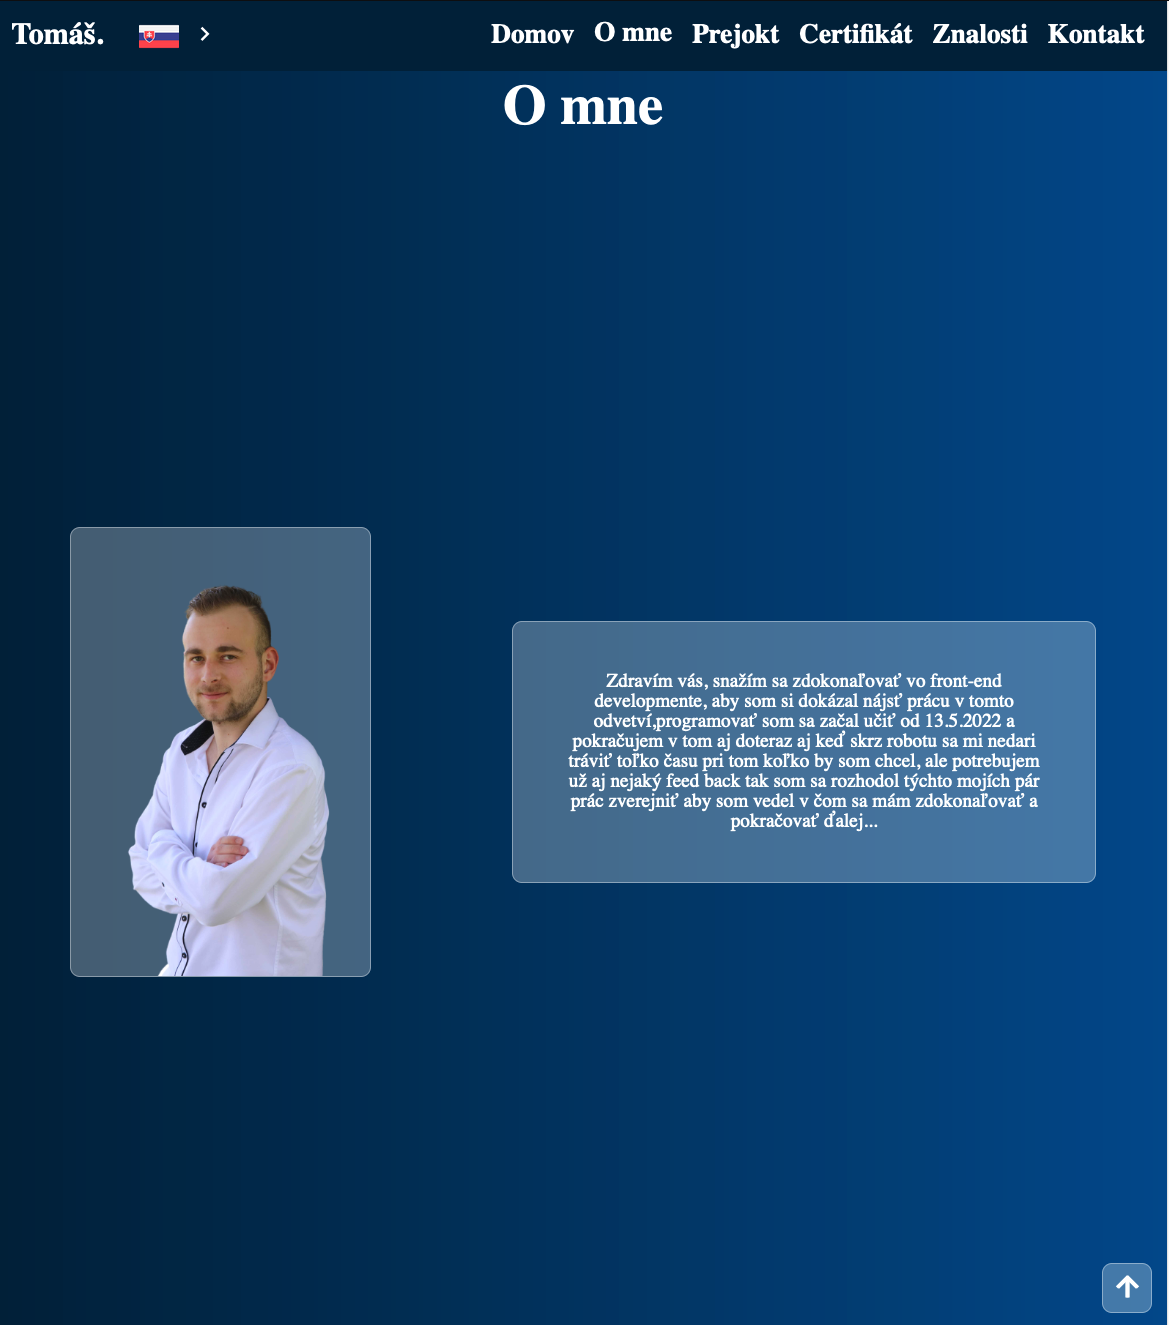 Tomáš.
Domov O mne Prejokt Certifikát Znalosti Kontakt
O mne
Zdravím vás, snažím sa zdokonaľovať vo front-end
developmente, aby som si dokázal nájsť prácu v tomto
odvetví,programovať som sa začal učiť od 13.5.2022 a
pokračujem v tom aj doteraz aj keď skrz robotu sa mi nedari
tráviť toľko času pri tom koľko by som chcel, ale potrebujem
už aj nejaký feed back tak som sa rozhodol týchto mojích pár
prác zverejniť aby som vedel v čom sa mám zdokonaľovať a
pokračovať ďalej...